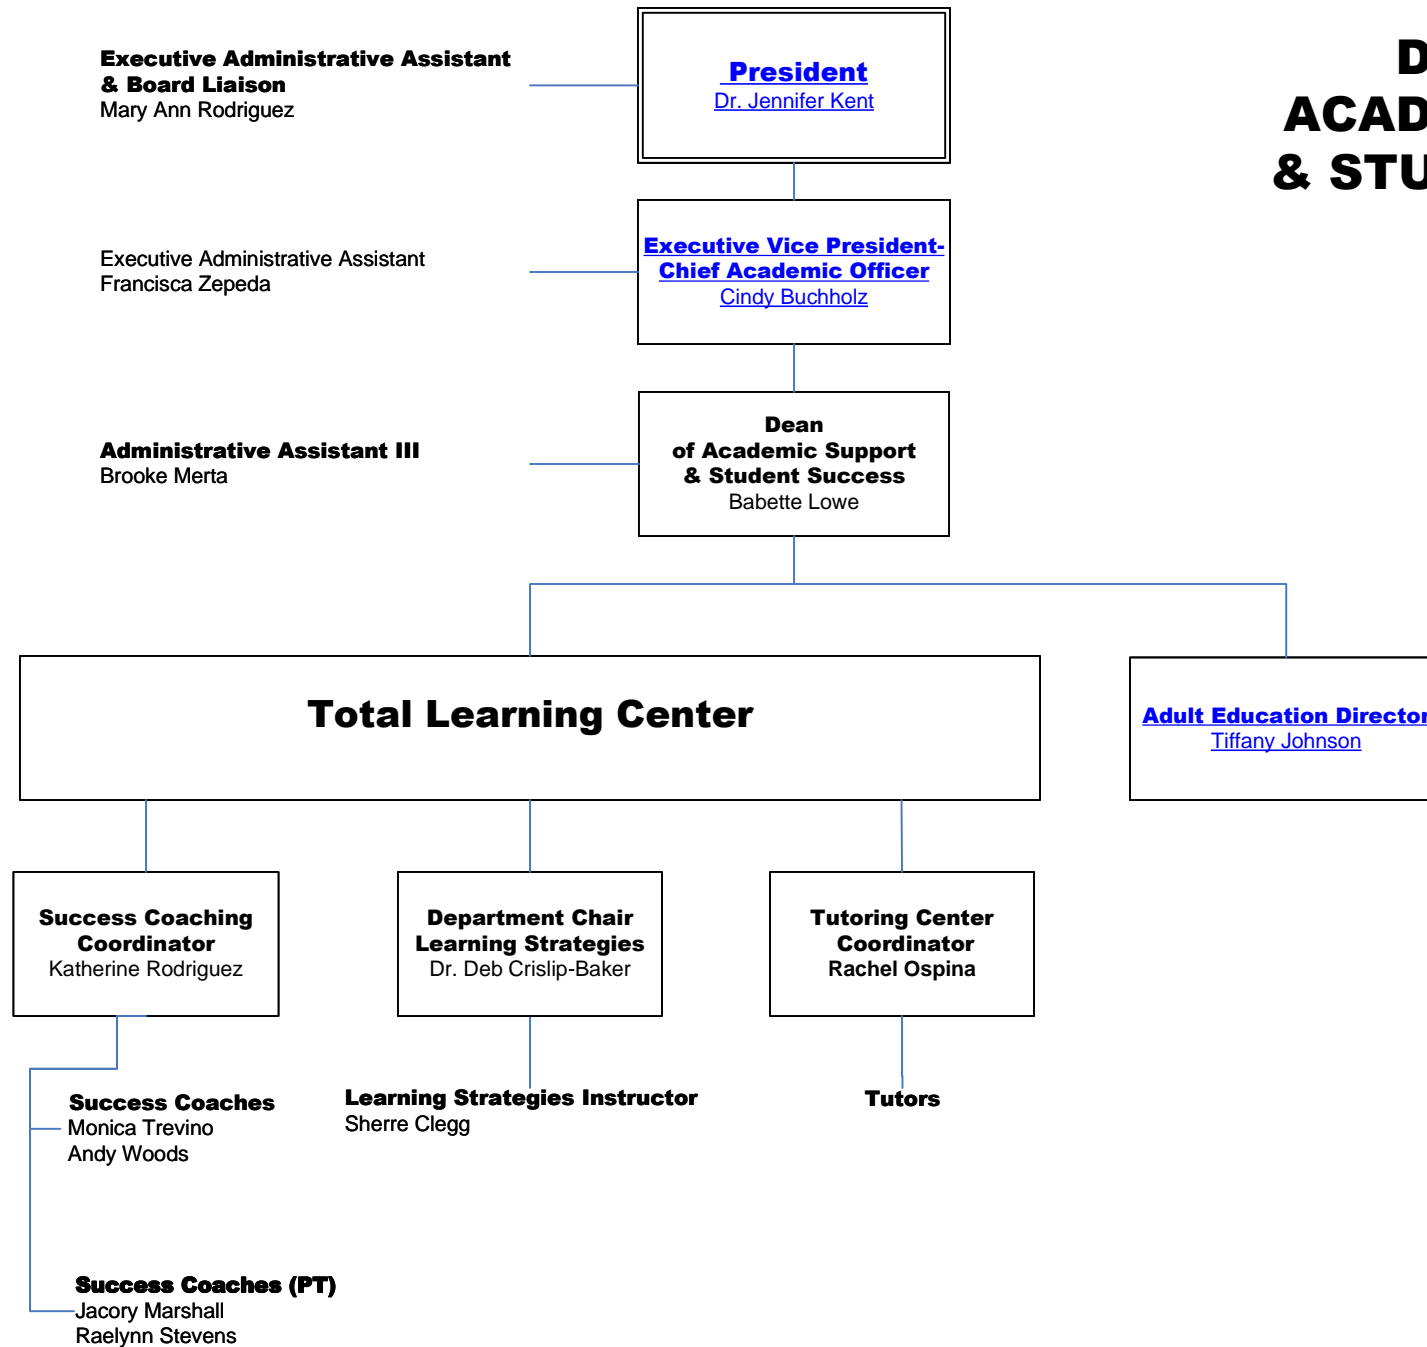 Executive Administrative Assistant
& Board Liaison
Mary Ann Rodriguez
President
Dr. Jennifer Kent
D
ACAD
& STU
Executive Administrative Assistant
Francisca Zepeda
Executive Vice President-
Chief Academic Officer
Cindy Buchholz
Administrative Assistant III
Brooke Merta
Dean
of Academic Support
& Student Success
Babette Lowe
Total Learning Center
Adult Education Director
Tiffany Johnson
Success Coaching
Coordinator
Katherine Rodriguez
Department Chair
Learning Strategies
Dr. Deb Crislip-Baker
Tutoring Center
Coordinator
Rachel Ospina
Success Coaches
Monica Trevino
Andy Woods
Learning Strategies Instructor
Sherre Clegg
Tutors
Success Coaches (PT)
Jacory Marshall
Raelynn Stevens